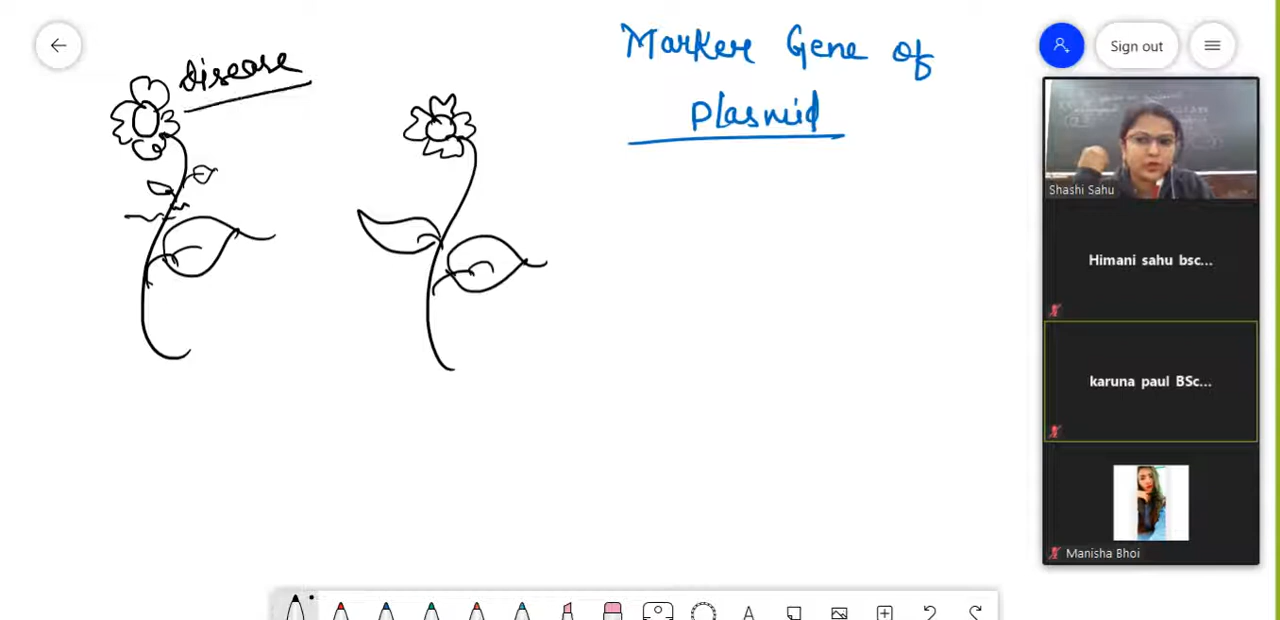 Disease
Marker Gene of
Plasmid
Sign out
Shashi Sahu
Himani sahu bsc...
karuna paul BSc...
Manisha Bhoi
A